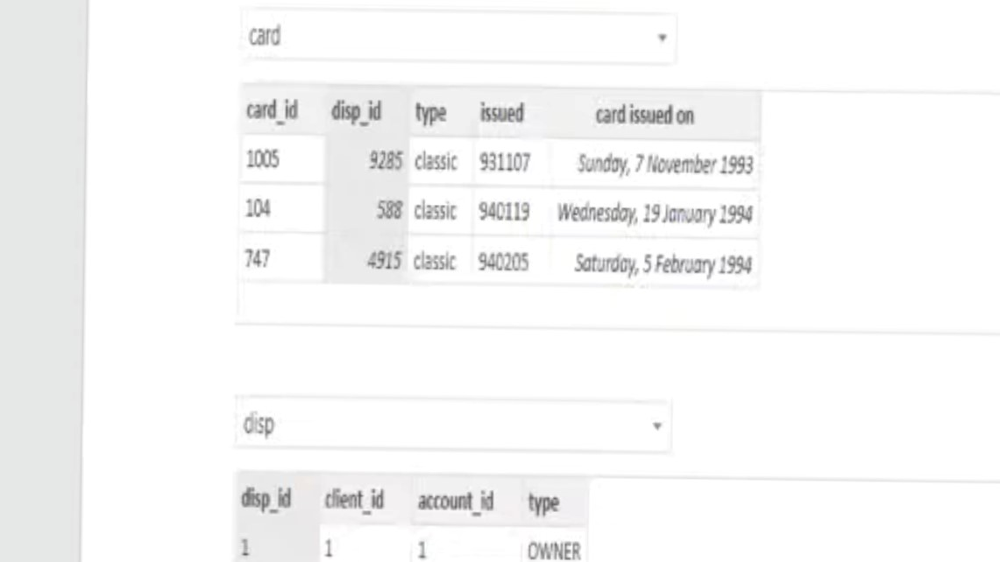 card
card_id disp_id type issued card issued on
1005 9285 classic 931107 Sunday, 7 November 1993
104 588 classic 940119 Wednesday, 19 January 1994
747 4915 classic 940205 Saturday, 5 February 1994
disp
disp_id client_id account_id type
1 1 1 OWNER